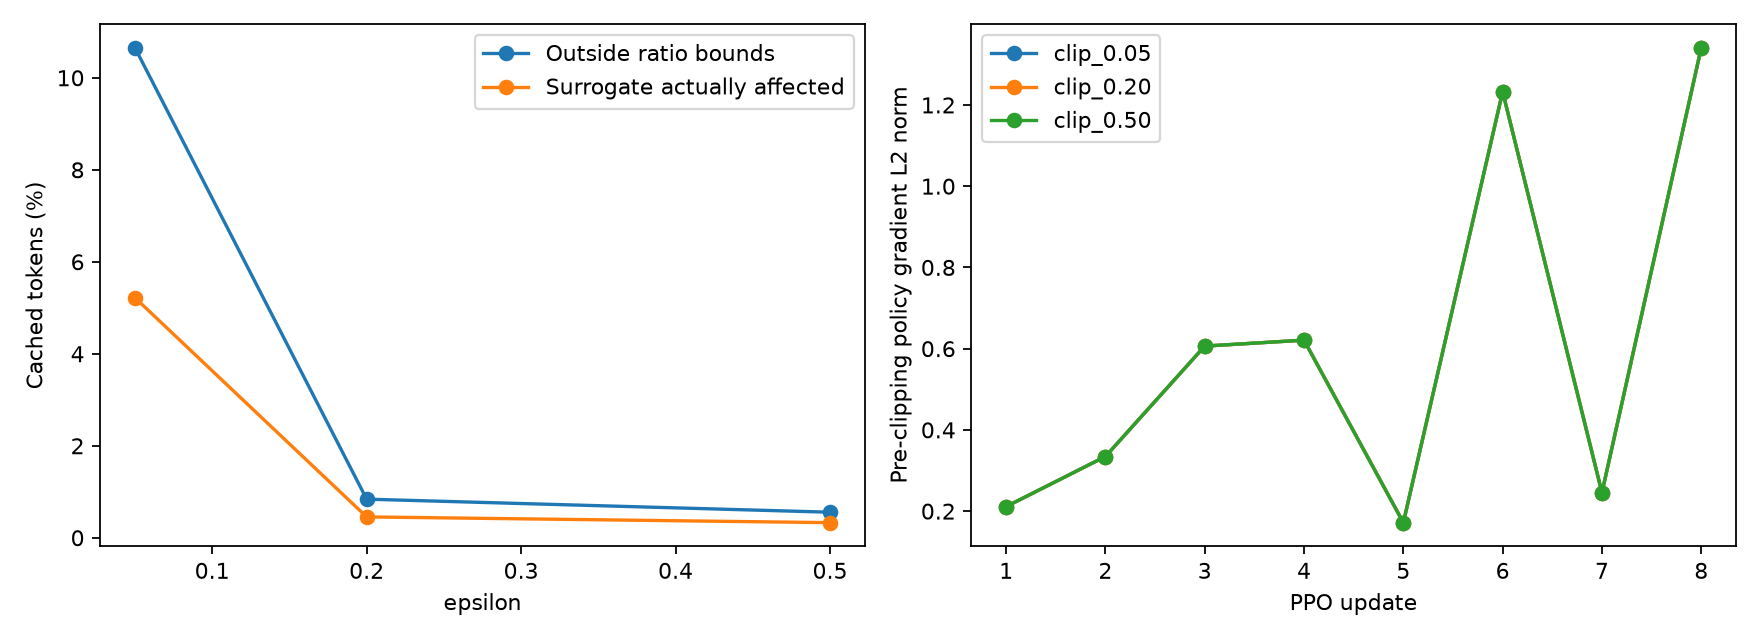 Cached tokens (%)
10
8
6
4
2
0
Outside ratio bounds
Surrogate actually affected
0.1 0.2 0.3 0.4 0.5
epsilon
Pre-clipping policy gradient L2 norm
1.2
1.0
0.8
0.6
0.4
0.2
clip_0.05
clip_0.20
clip_0.50
1 2 3 4 5 6 7 8
PPO update